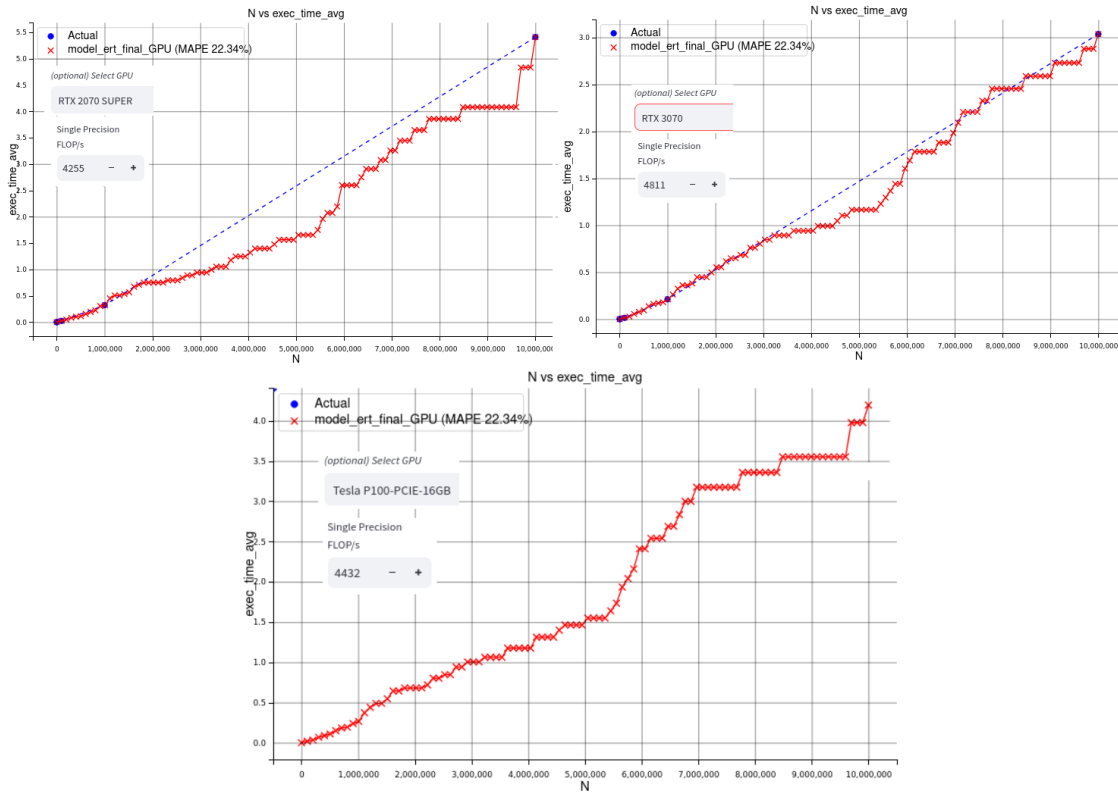 N vs exec_time_avg
Actual
model_ert_final_GPU (MAPE 22.34%)
(optional) Select GPU
RTX 2070 SUPER
Single Precision
FLOP/s
4255 − +
exec_time_avg
5.5
5.0
4.5
4.0
3.5
3.0
2.5
2.0
1.5
1.0
0.5
0.0
0 1,000,000 2,000,000 3,000,000 4,000,000 5,000,000 6,000,000 7,000,000 8,000,000 9,000,000 10,000,000
N
N vs exec_time_avg
Actual
model_ert_final_GPU (MAPE 22.34%)
(optional) Select GPU
RTX 3070
Single Precision
FLOP/s
4811 − +
exec_time_avg
3.0
2.5
2.0
1.5
1.0
0.5
0.0
0 1,000,000 2,000,000 3,000,000 4,000,000 5,000,000 6,000,000 7,000,000 8,000,000 9,000,000 10,000,000
N
N vs exec_time_avg
Actual
model_ert_final_GPU (MAPE 22.34%)
(optional) Select GPU
Tesla P100-PCIE-16GB
Single Precision
FLOP/s
4432 − +
exec_time_avg
4.0
3.5
3.0
2.5
2.0
1.5
1.0
0.5
0.0
0 1,000,000 2,000,000 3,000,000 4,000,000 5,000,000 6,000,000 7,000,000 8,000,000 9,000,000 10,000,000
N